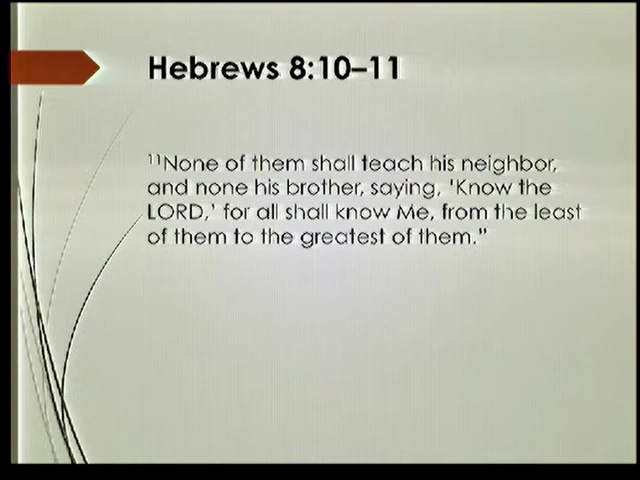 Hebrews 8:10–11
¹¹None of them shall teach his neighbor,
and none his brother, saying, ‘Know the
LORD,’ for all shall know Me, from the least
of them to the greatest of them.”